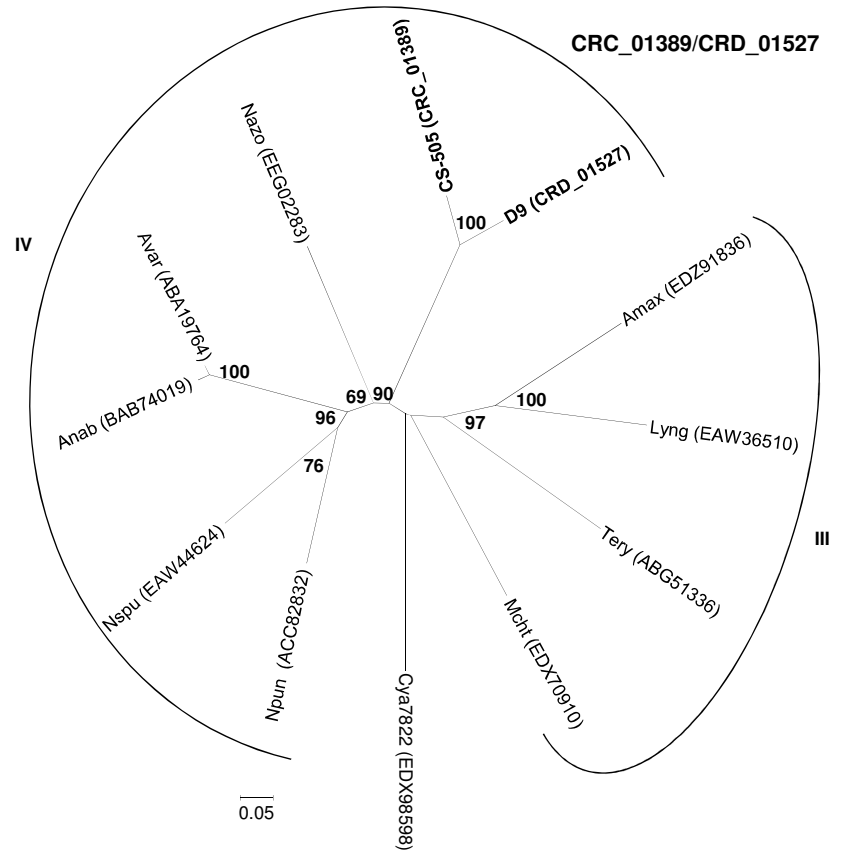 CRC_01389/CRD_01527
CS-505 (CRC_01389)
D9 (CRD_01527)
100
Nazo (EEG02283)
IV
Avar (ABA19764)
Amax (EDZ91836)
100
Anab (BAB74019)
69
90
96
100
97
Lyng (EAW36510)
76
III
Nspu (EAW44624)
Tery (ABG51336)
Npun (ACC82832)
Mcht (EDX70910)
Cya7822 (EDX98598)
0.05